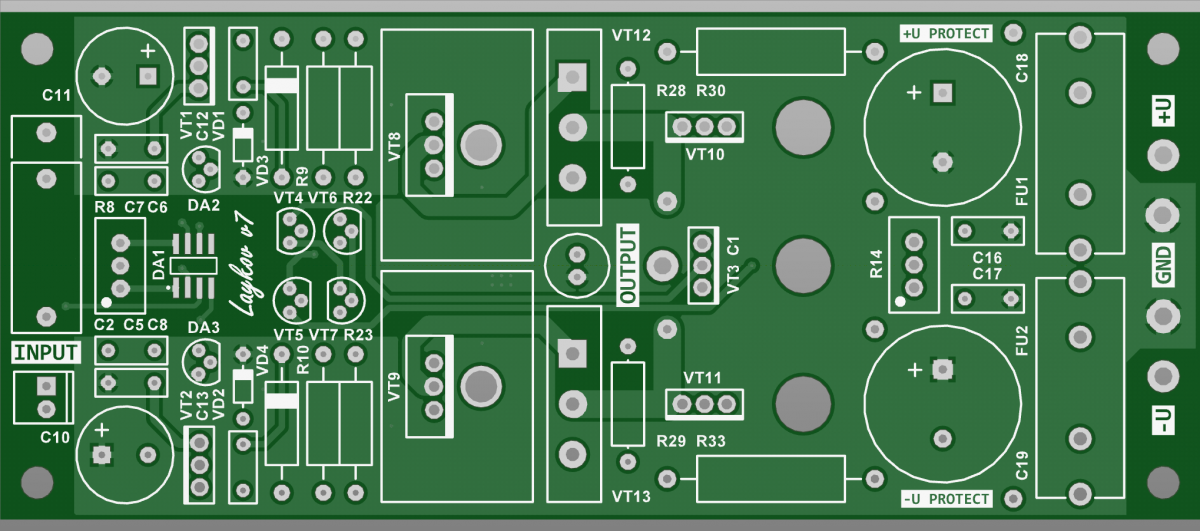 VT12
+U PROTECT
C11
VT1
C12
VD1
R28 R30
C18
+U
VT8
VT10
VD3
R9
R8 C7 C6
DA2
VT4 VT6 R22
FU1
Laykov v7
DA1
OUTPUT
C1
VT3
R14
C16
C17
GND
C2 C5 C8
DA3
VT5 VT7 R23
FU2
INPUT
VD4
R10
VT9
VT11
VT2
C13
VD2
-U
C10
R29 R33
C19
VT13
-U PROTECT